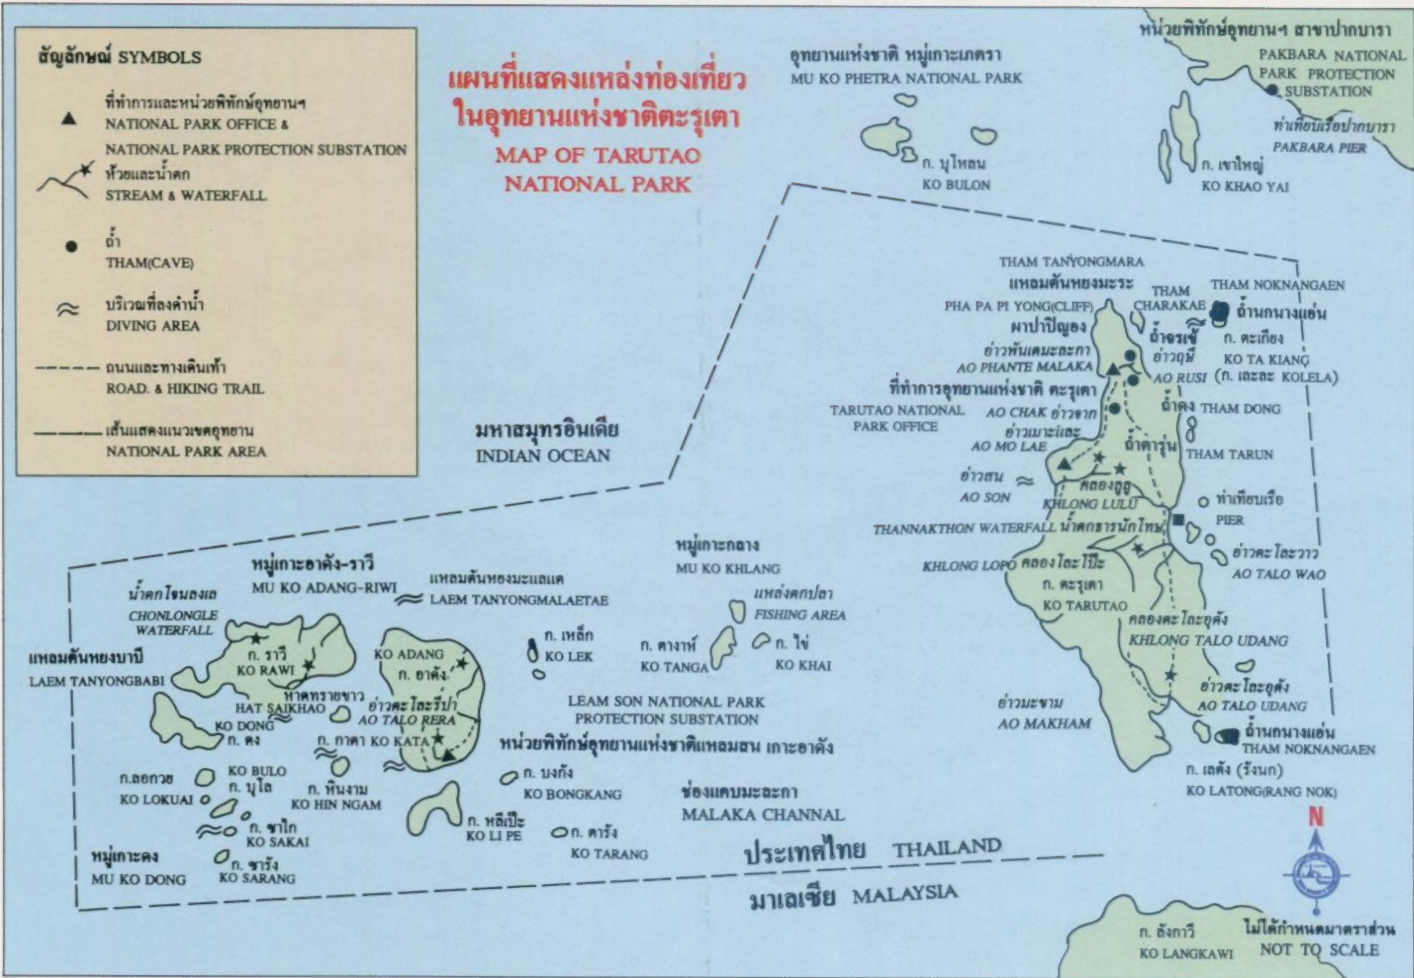 สัญลักษณ์ SYMBOLS
ที่ทำการและหน่วยพิทักษ์อุทยานฯ
NATIONAL PARK OFFICE &
NATIONAL PARK PROTECTION SUBSTATION
ห้วยและน้ำตก
STREAM & WATERFALL
ถ้ำ
THAM(CAVE)
บริเวณที่ลงดำน้ำ
DIVING AREA
ถนนและทางเดินเท้า
ROAD. & HIKING TRAIL
เส้นแสดงแนวเขตอุทยาน
NATIONAL PARK AREA
แผนที่แสดงแหล่งท่องเที่ยว
ในอุทยานแห่งชาติตะรุเตา
MAP OF TARUTAO
NATIONAL PARK
อุทยานแห่งชาติ หมู่เกาะเภตรา
MU KO PHETRA NATIONAL PARK
ก. บุโหลน
KO BULON
หน่วยพิทักษ์อุทยานฯ สาขาปากบารา
PAKBARA NATIONAL
PARK PROTECTION
SUBSTATION
ท่าเทียบเรือปากบารา
PAKBARA PIER
ก. เขาใหญ่
KO KHAO YAI
THAM TANYONGMARA
แหลมตันหยงมะระ
PHA PA PI YONG(CLIFF)
ผาปาปิญอง
อ่าวพันเตมะละกา
AO PHANTE MALAKA
ที่ทำการอุทยานแห่งชาติ ตะรุเตา
TARUTAO NATIONAL
PARK OFFICE
AO CHAK อ่าวจาก
อ่าวเมาะและ
AO MO LAE
อ่าวสน
AO SON
THAM
CHARAKAE
ถ้ำจรเข้
อ่าวฤษี
AO RUSI
THAM NOKNANGAEN
ถ้ำนกนางแอ่น
ก. ตะเกียง
KO TA KIANG
(ก. เละละ KOLELA)
ถ้ำดง THAM DONG
ถ้ำตารุ่น
THAM TARUN
คลองลูลู
KHLONG LULU
ท่าเทียบเรือ
PIER
THANNAKTHON WATERFALL น้ำตกธารนักโทษ
KHLONG LOPO คลองโละโป๊ะ
ก. ตะรุเตา
KO TARUTAO
อ่าวตะโละวาว
AO TALO WAO
คลองตะโละอุดัง
KHLONG TALO UDANG
อ่าวตะโละอุดัง
AO TALO UDANG
อ่าวมะขาม
AO MAKHAM
ถ้ำนกนางแอ่น
THAM NOKNANGAEN
ก. เลตัง (รังนก)
KO LATONG(RANG NOK)
มหาสมุทรอินเดีย
INDIAN OCEAN
หมู่เกาะอาดัง-ราวี
MU KO ADANG-RIWI
น้ำตกโจนลงเล
CHONLONGLE
WATERFALL
แหลมตันหยงมะแลแต
LAEM TANYONGMALAETAE
แหลมตันหยงบาบี
LAEM TANYONGBABI
ก. ราวี
KO RAWI
หาดทรายขาว
HAT SAIKHAO
KO ADANG
ก. อาดัง
อ่าวตะโละรีปา
AO TALO RERA
KO DONG
ก. ดง
ก. กาตา KO KATA
ก. หินงาม
KO HIN NGAM
ก.ลอกวย
KO LOKUAI
KO BULO
ก. บุโล
ก. ซาไก
KO SAKAI
ก. ซารัง
KO SARANG
หมู่เกาะดง
MU KO DONG
ก. เหล็ก
KO LEK
หมู่เกาะกลาง
MU KO KHLANG
แหล่งตกปลา
FISHING AREA
ก. ตางาห์
KO TANGA
ก. ไข่
KO KHAI
LEAM SON NATIONAL PARK
PROTECTION SUBSTATION
หน่วยพิทักษ์อุทยานแห่งชาติแหลมสน เกาะอาดัง
ก. บงกัง
KO BONGKANG
ก. หลีเป๊ะ
KO LI PE
ก. ตารัง
KO TARANG
ช่องแคบมะละกา
MALAKA CHANNAL
ประเทศไทย THAILAND
มาเลเซีย MALAYSIA
ก. ลังกาวี
KO LANGKAWI
N
ไม่ได้กำหนดมาตราส่วน
NOT TO SCALE